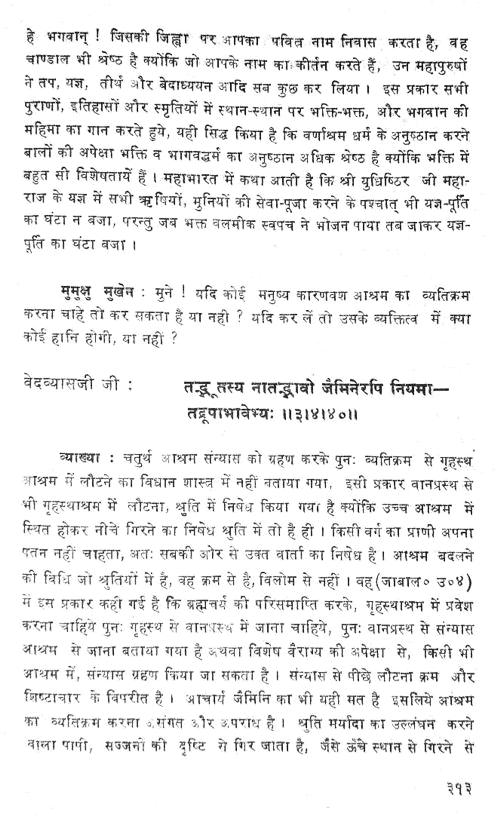 हे भगवान् ! जिसकी जिह्वा पर आपका पवित्र नाम निवास करता है, वह
चाण्डाल भी श्रेष्ठ है क्योंकि जो आपके नाम का कीर्तन करते हैं, उन महापुरुषों
ने तप, यज्ञ, तीर्थ और वेदाध्ययन आदि सब कुछ कर लिया । इस प्रकार सभी
पुराणों, इतिहासों और स्मृतियों में स्थान-स्थान पर भक्ति-भक्त, और भगवान की
महिमा का गान करते हुये, यही सिद्ध किया है कि वर्णाश्रम धर्म के अनुष्ठान करने
बालों की अपेक्षा भक्ति व भागवद्धर्म का अनुष्ठान अधिक श्रेष्ठ है क्योंकि भक्ति में
बहुत सी विशेषतायें हैं । महाभारत में कथा आती है कि श्री युधिष्ठिर जी महा-
राज के यज्ञ में सभी ऋषियों, मुनियों की सेवा-पूजा करने के पश्चात् भी यज्ञ-पूर्ति
का घंटा न बजा, परन्तु जब भक्त वलमीक स्वपच ने भोजन पाया तब जाकर यज्ञ-
पूर्ति का घंटा बजा ।
मुमुक्षु मुखेन : मुने ! यदि कोई मनुष्य कारणवश आश्रम का व्यतिक्रम
करना चाहे तो कर सकता है या नही ? यदि कर लें तो उसके व्यक्तित्व में क्या
कोई हानि होगी, या नहीं ?
वेदव्यासजी जी : तद्भूतस्य नातद्भावो जैमिनेरपि नियमा—
तद्रूपाभावेभ्यः ॥३।४।४०॥
व्याख्या : चतुर्थ आश्रम संन्यास को ग्रहण करके पुनः व्यतिक्रम से गृहस्थ
आश्रम में लौटने का विधान शास्त्र में नहीं बताया गया, इसी प्रकार वानप्रस्थ से
भी गृहस्थाश्रम में लौटना, श्रुति में निषेध किया गया है क्योंकि उच्च आश्रम में
स्थित होकर नीचे गिरने का निषेध श्रुति में तो है ही । किसी वर्ग का प्राणी अपना
पतन नहीं चाहता, अतः सबकी ओर से उक्त वार्ता का निषेध है । आश्रम बदलने
की विधि जो श्रुतियों में है, वह क्रम से है, विलोम से नहीं । वह (जाबाल० उ०४)
में इस प्रकार कही गई है कि ब्रह्मचर्य की परिसमाप्ति करके, गृहस्थाश्रम में प्रवेश
करना चाहिये पुनः गृहस्थ से वानप्रस्थ में जाना चाहिये, पुनः वानप्रस्थ से संन्यास
आश्रम से जाना बताया गया है अथवा विशेष वैराग्य की अपेक्षा से, किसी भी
आश्रम में, संन्यास ग्रहण किया जा सकता है । संन्यास से पीछे लौटना क्रम और
शिष्टाचार के विपरीत है । आचार्य जैमिनि का भी यही मत है इसलिये आश्रम
का व्यतिक्रम करना असंगत और अपराध है । श्रुति मर्यादा का उल्लंघन करने
वाला पापी, सज्जनों की दृष्टि से गिर जाता है, जैसे ऊँचे स्थान से गिरने से
३१३